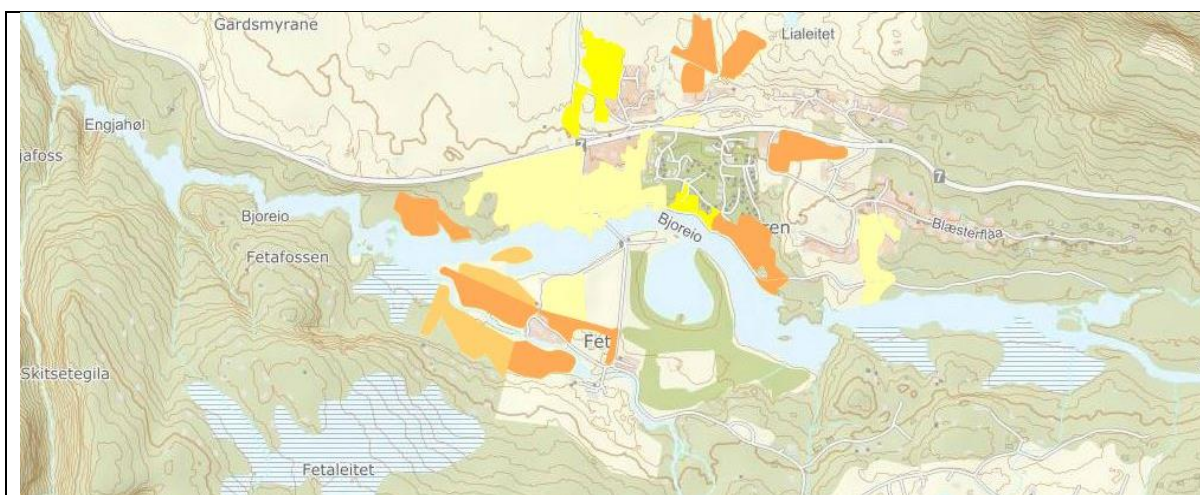 Gardsmyrane
Lialeitet
Engjahøl
jafoss
7
7
Bjoreio
Bjoreio
ren
Blæsterflaa
Fetafossen
Fet
Skitsetegila
Fetaleitet